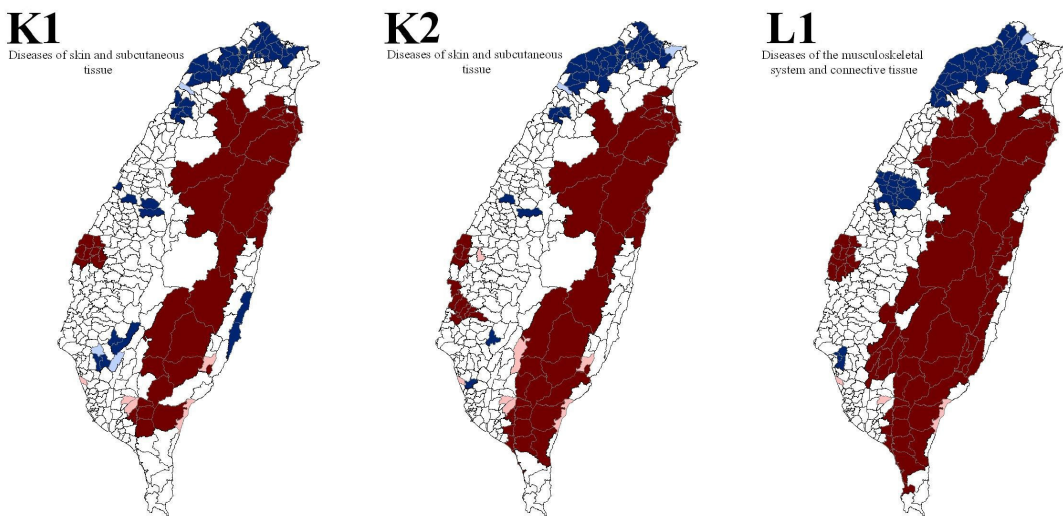 K1
Diseases of skin and subcutaneous
tissue
K2
Diseases of skin and subcutaneous
tissue
L1
Diseases of the musculoskeletal
system and connective tissue